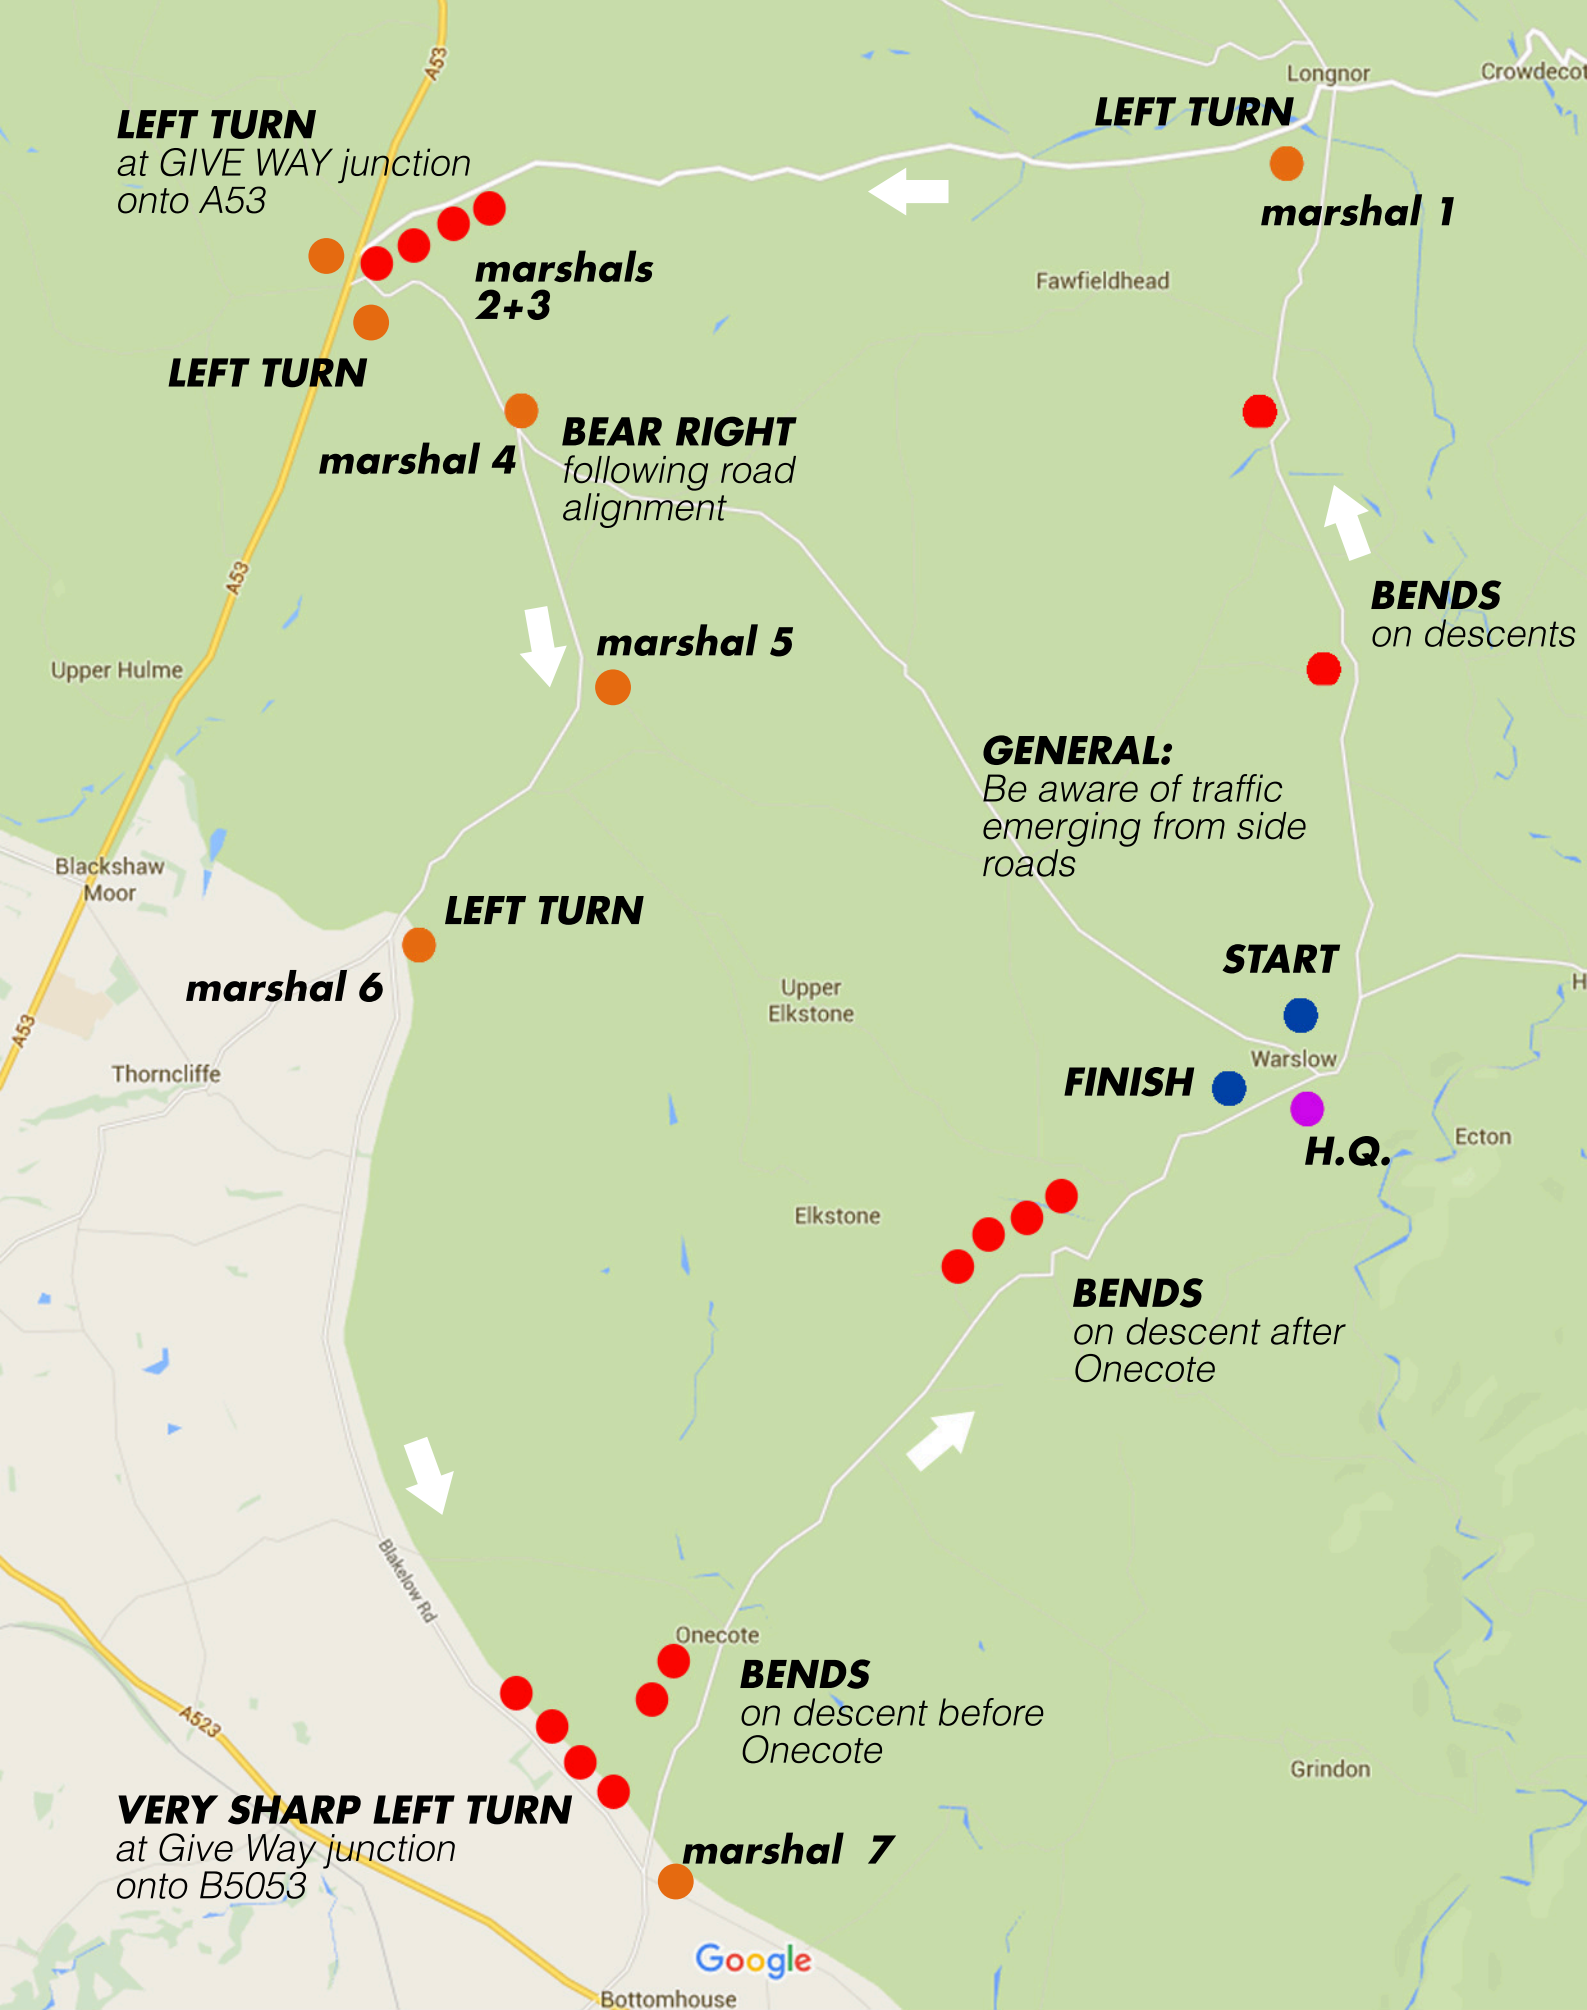 A53
Longnor
Crowdecot
LEFT TURN
at GIVE WAY junction
onto A53
LEFT TURN
marshal 1
marshals
2+3
Fawfieldhead
LEFT TURN
marshal 4
BEAR RIGHT
following road
alignment
A53
BENDS
on descents
marshal 5
Upper Hulme
GENERAL:
Be aware of traffic
emerging from side
roads
Blackshaw
Moor
LEFT TURN
marshal 6
START
Upper
Elkstone
H
A53
Warslow
Thorncliffe
FINISH
H.Q.
Ecton
Elkstone
BENDS
on descent after
Onecote
Blakelow Rd
Onecote
BENDS
on descent before
Onecote
A523
Grindon
VERY SHARP LEFT TURN
at Give Way junction
onto B5053
marshal 7
Google
Bottomhouse